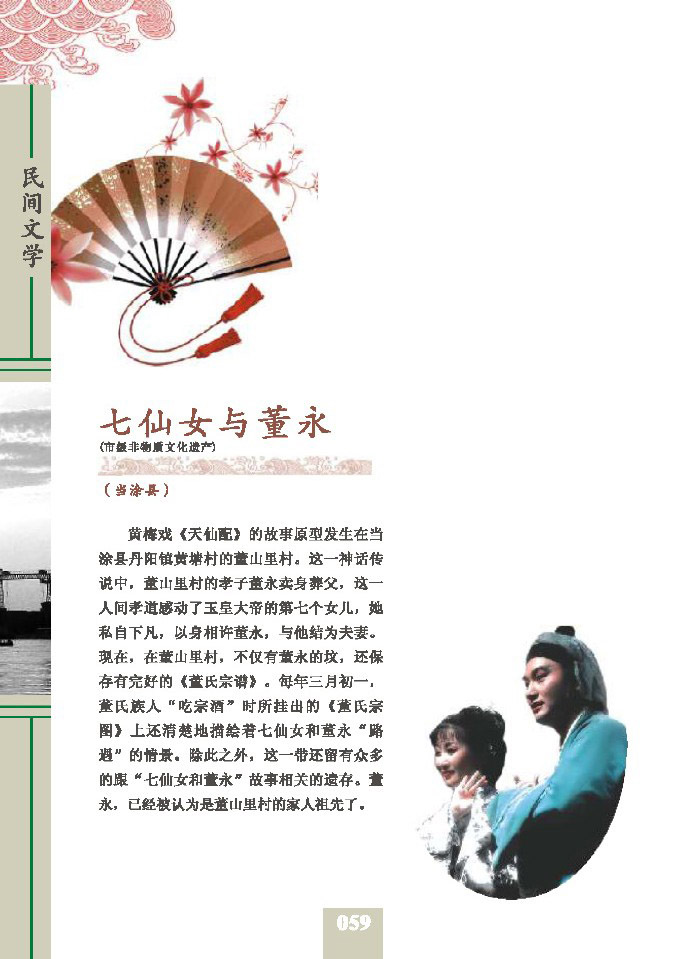 民间文学
七仙女与董永
(市级非物质文化遗产)
（当涂县）
黄梅戏《天仙配》的故事原型发生在当
涂县丹阳镇黄塘村的董山里村。这一神话传
说中，董山里村的孝子董永卖身葬父，这一
人间孝道感动了玉皇大帝的第七个女儿，她
私自下凡，以身相许董永，与他结为夫妻。
现在，在董山里村，不仅有董永的坟，还保
存有完好的《董氏宗谱》。每年三月初一，
董氏族人“吃宗酒”时所挂出的《董氏宗
图》上还清楚地描绘着七仙女和董永“路
遇”的情景。除此之外，这一带还留有众多
的跟“七仙女和董永”故事相关的遗存。董
永，已经被认为是董山里村的家人祖先了。
059